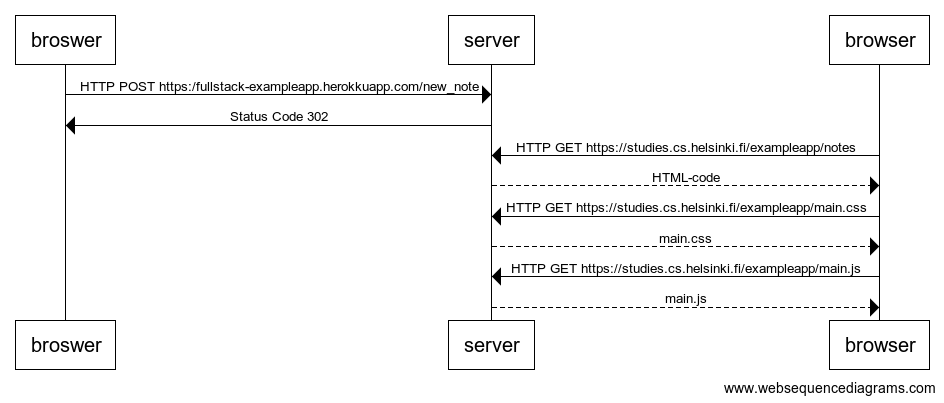 broswer server browser
HTTP POST https:/fullstack-exampleapp.herokkuapp.com/new_note
Status Code 302
HTTP GET https://studies.cs.helsinki.fi/exampleapp/notes
HTML-code
HTTP GET https://studies.cs.helsinki.fi/exampleapp/main.css
main.css
HTTP GET https://studies.cs.helsinki.fi/exampleapp/main.js
main.js
broswer server browser
www.websequencediagrams.com